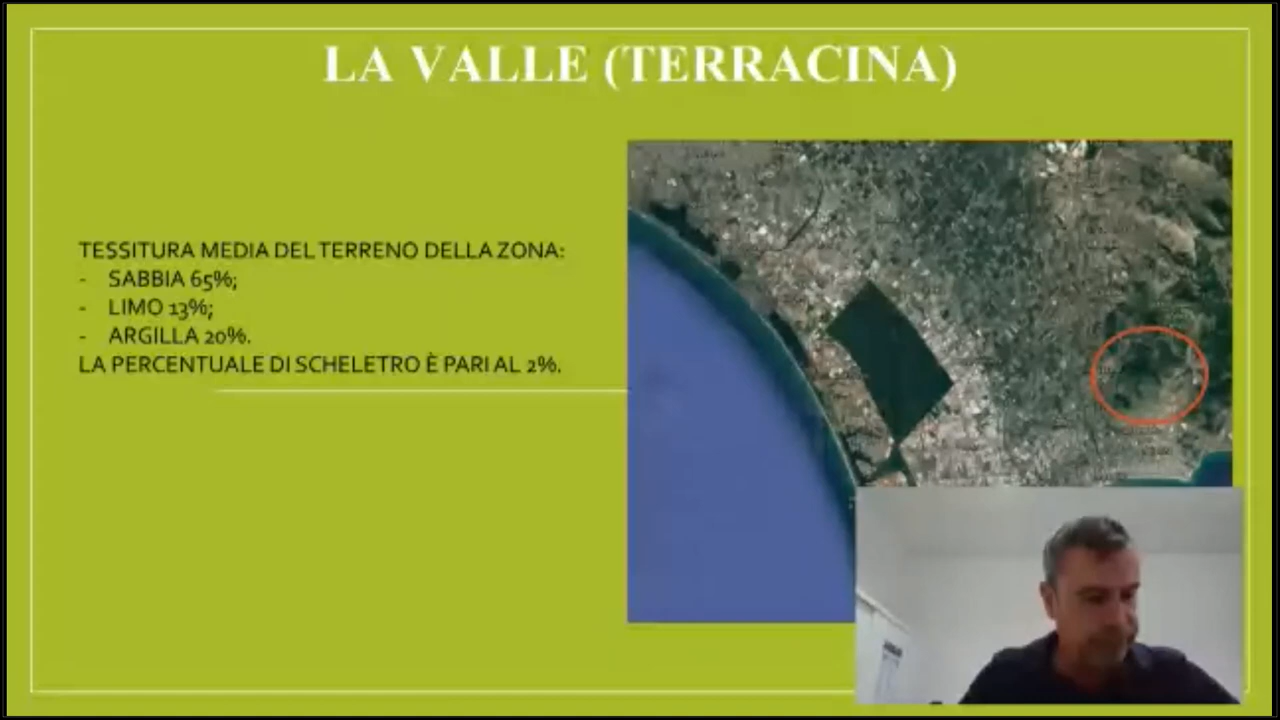 LA VALLE (TERRACINA)
TESSITURA MEDIA DEL TERRENO DELLA ZONA:
- SABBIA 65%;
- LIMO 13%;
- ARGILLA 20%.
LA PERCENTUALE DI SCHELETRO È PARI AL 2%.